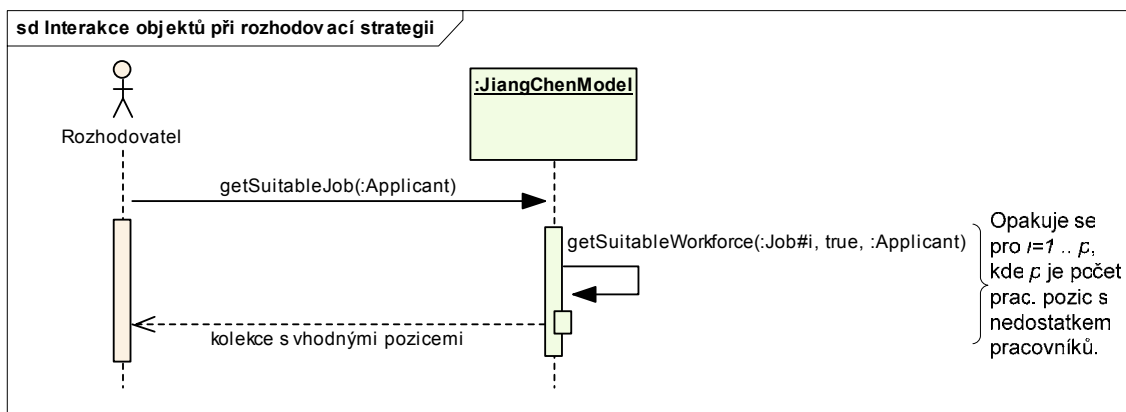 sd Interakce objektů při rozhodovací strategii
:JiangChenModel
Rozhodovatel
getSuitableJob(:Applicant)
getSuitableWorkforce(:Job#i, true, :Applicant)
Opakuje se
pro i=1 .. p,
kde p je počet
prac. pozic s
nedostatkem
pracovníků.
kolekce s vhodnými pozicemi